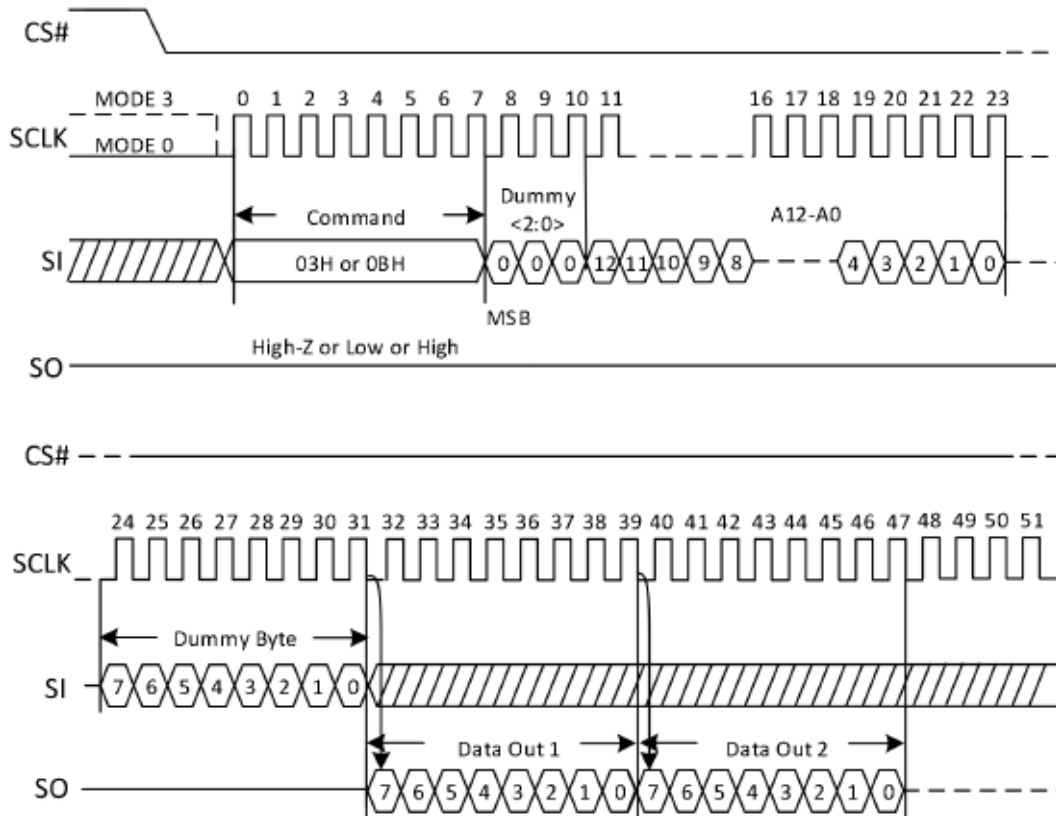 CS#
MODE 3
0 1 2 3 4 5 6 7 8 9 10 11 16 17 18 19 20 21 22 23
SCLK
MODE 0
Dummy
<2:0>
Command
A12-A0
SI
03H or 0BH
0 0 0 12 11 10 9 8 4 3 2 1 0
MSB
High-Z or Low or High
SO
CS#
24 25 26 27 28 29 30 31 32 33 34 35 36 37 38 39 40 41 42 43 44 45 46 47 48 49 50 51
SCLK
Dummy Byte
SI 7 6 5 4 3 2 1 0
Data Out 1 Data Out 2
SO 7 6 5 4 3 2 1 0 7 6 5 4 3 2 1 0